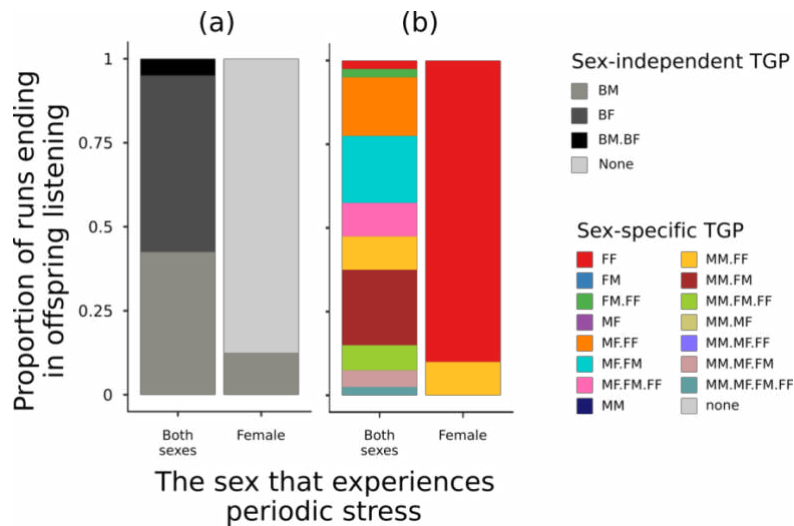 (a)
(b)
Proportion of runs ending
in offspring listening
1
0.75
0.5
0.25
0
Both
sexes
Female
Both
sexes
Female
The sex that experiences
periodic stress
Sex-independent TGP
BM
BF
BM.BF
None
Sex-specific TGP
FF
FM
FM.FF
MF
MF.FF
MF.FM
MF.FM.FF
MM
MM.FF
MM.FM
MM.FM.FF
MM.MF
MM.MF.FF
MM.MF.FM
MM.MF.FM.FF
none